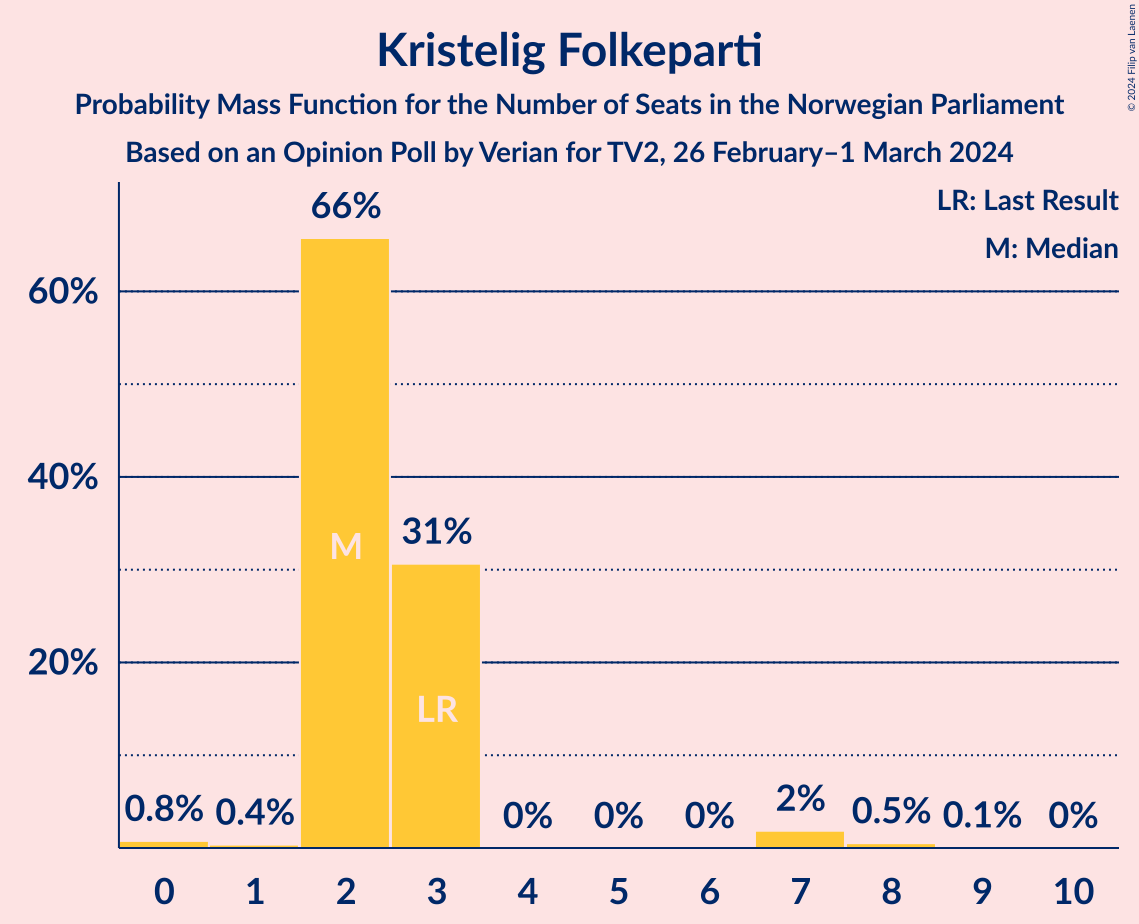 Kristelig Folkeparti
Probability Mass Function for the Number of Seats in the Norwegian Parliament
Based on an Opinion Poll by Verian for TV2, 26 February–1 March 2024
© 2024 Filip van Laenen
LR: Last Result
M: Median
60%
40%
20%
66%
M
31%
LR
0.8%
0.4%
0%
0%
0%
2%
0.5%
0.1%
0%
0 1 2 3 4 5 6 7 8 9 10